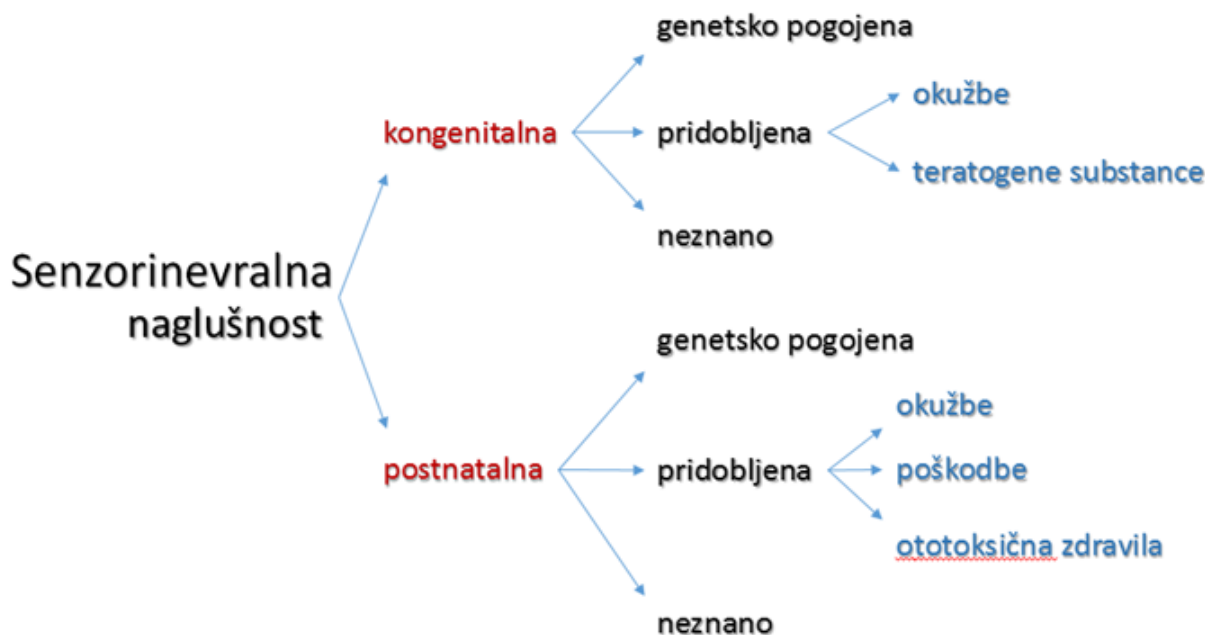 genetsko pogojena
okužbe
kongenitalna
pridobljena
teratogene substance
neznano
Senzorinevralna
naglušnost
genetsko pogojena
okužbe
postnatalna
pridobljena
poškodbe
ototoksična zdravila
neznano